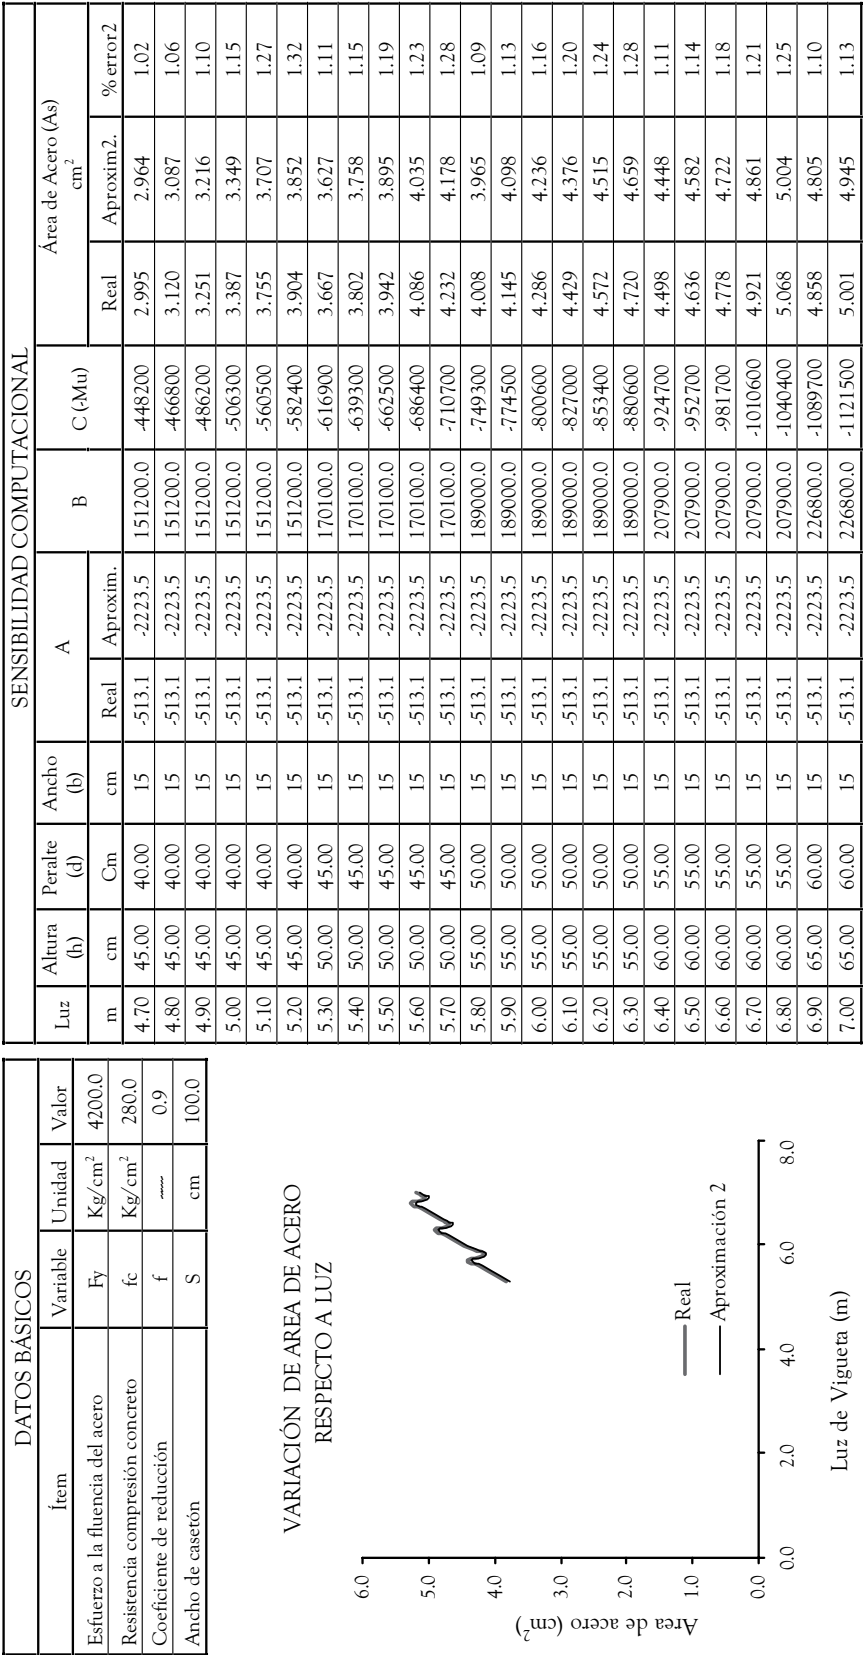 DATOS BÁSICOS
Ítem Variable Unidad Valor
Esfuerzo a la fluencia del acero Fy Kg/cm² 4200.0
Resistencia compresión concreto fc Kg/cm² 280.0
Coeficiente de reducción f ---- 0.9
Ancho de casetón S cm 100.0
VARIACIÓN DE AREA DE ACERO
RESPECTO A LUZ
Area de acero (cm²)
6.0
5.0
4.0
3.0
2.0
1.0
0.0
0.0 2.0 4.0 6.0 8.0
Real
Aproximación 2
Luz de Vigueta (m)
SENSIBILIDAD COMPUTACIONAL
Luz Altura (h) Peralte (d) Ancho (b) A B C (-Mu) Área de Acero (As) cm²
m cm Cm cm Real Aproxim. Real Aproxim2. %error2
4.70 45.00 40.00 15 -513.1 -2223.5 151200.0 -448200 2.995 2.964 1.02
4.80 45.00 40.00 15 -513.1 -2223.5 151200.0 -466800 3.120 3.087 1.06
4.90 45.00 40.00 15 -513.1 -2223.5 151200.0 -486200 3.251 3.216 1.10
5.00 45.00 40.00 15 -513.1 -2223.5 151200.0 -506300 3.387 3.349 1.15
5.10 45.00 40.00 15 -513.1 -2223.5 151200.0 -560500 3.755 3.707 1.27
5.20 45.00 40.00 15 -513.1 -2223.5 151200.0 -582400 3.904 3.852 1.32
5.30 50.00 45.00 15 -513.1 -2223.5 170100.0 -616900 3.667 3.627 1.11
5.40 50.00 45.00 15 -513.1 -2223.5 170100.0 -639300 3.802 3.758 1.15
5.50 50.00 45.00 15 -513.1 -2223.5 170100.0 -662500 3.942 3.895 1.19
5.60 50.00 45.00 15 -513.1 -2223.5 170100.0 -686400 4.086 4.035 1.23
5.70 50.00 45.00 15 -513.1 -2223.5 170100.0 -710700 4.232 4.178 1.28
5.80 55.00 50.00 15 -513.1 -2223.5 189000.0 -749300 4.008 3.965 1.09
5.90 55.00 50.00 15 -513.1 -2223.5 189000.0 -774500 4.145 4.098 1.13
6.00 55.00 50.00 15 -513.1 -2223.5 189000.0 -800600 4.286 4.236 1.16
6.10 55.00 50.00 15 -513.1 -2223.5 189000.0 -827000 4.429 4.376 1.20
6.20 55.00 50.00 15 -513.1 -2223.5 189000.0 -853400 4.572 4.515 1.24
6.30 55.00 50.00 15 -513.1 -2223.5 189000.0 -880600 4.720 4.659 1.28
6.40 60.00 55.00 15 -513.1 -2223.5 207900.0 -924700 4.498 4.448 1.11
6.50 60.00 55.00 15 -513.1 -2223.5 207900.0 -952700 4.636 4.582 1.14
6.60 60.00 55.00 15 -513.1 -2223.5 207900.0 -981700 4.778 4.722 1.18
6.70 60.00 55.00 15 -513.1 -2223.5 207900.0 -1010600 4.921 4.861 1.21
6.80 60.00 55.00 15 -513.1 -2223.5 207900.0 -1040400 5.068 5.004 1.25
6.90 65.00 60.00 15 -513.1 -2223.5 226800.0 -1089700 4.858 4.805 1.10
7.00 65.00 60.00 15 -513.1 -2223.5 226800.0 -1121500 5.001 4.945 1.13